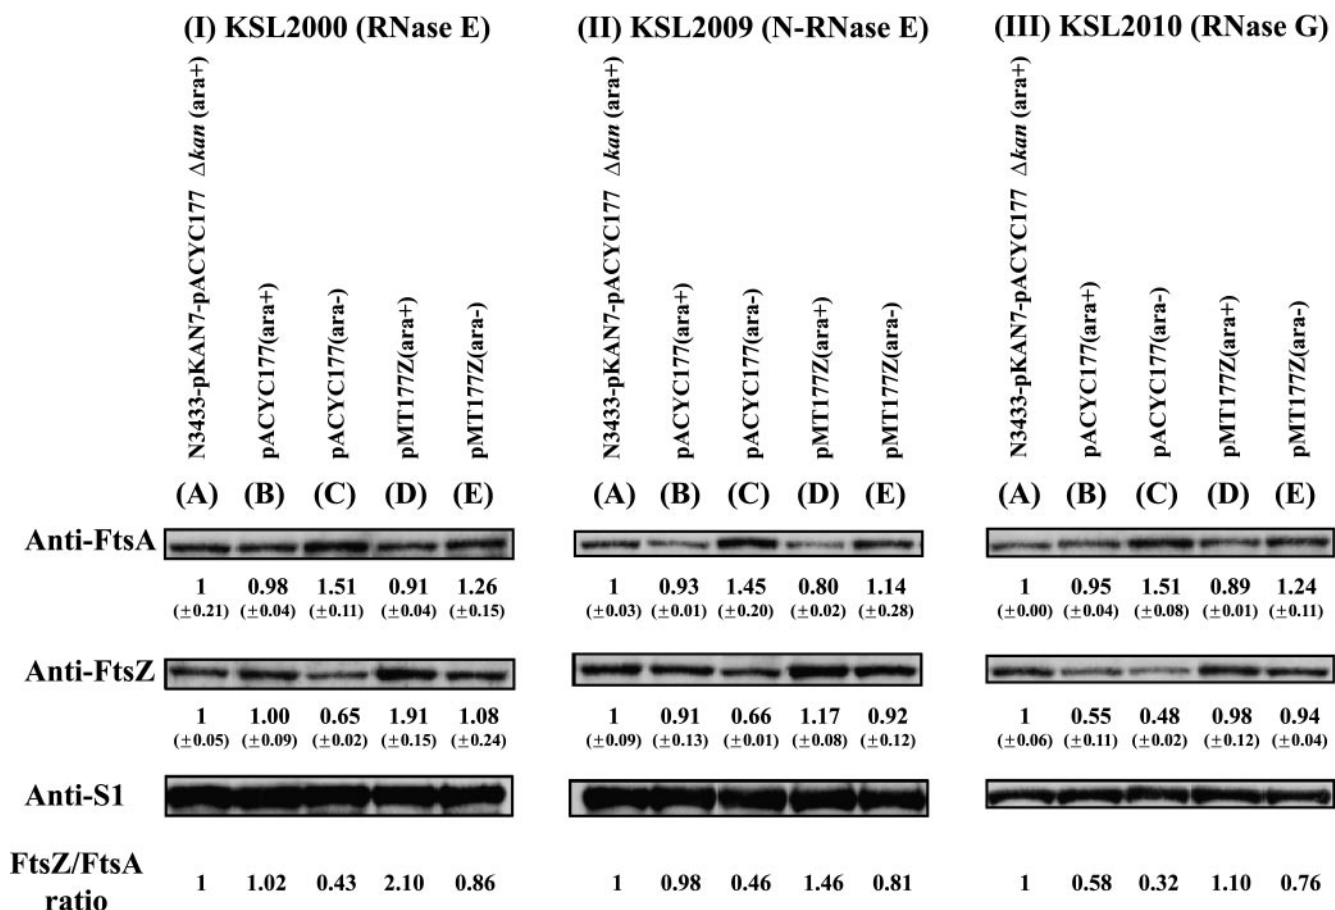 (I) KSL2000 (RNase E) (II) KSL2009 (N-RNase E) (III) KSL2010 (RNase G)
N3433-pKAN7-pACYC177 Δkan (ara+)
pACYC177(ara+)
pACYC177(ara-)
pMT177Z(ara+)
pMT177Z(ara-)
N3433-pKAN7-pACYC177 Δkan (ara+)
pACYC177(ara+)
pACYC177(ara-)
pMT177Z(ara+)
pMT177Z(ara-)
N3433-pKAN7-pACYC177 Δkan (ara+)
pACYC177(ara+)
pACYC177(ara-)
pMT177Z(ara+)
pMT177Z(ara-)
(A) (B) (C) (D) (E) (A) (B) (C) (D) (E) (A) (B) (C) (D) (E)
Anti-FtsA
1 0.98 1.51 0.91 1.26 1 0.93 1.45 0.80 1.14 1 0.95 1.51 0.89 1.24
(±0.21) (±0.04) (±0.11) (±0.04) (±0.15) (±0.03) (±0.01) (±0.20) (±0.02) (±0.28) (±0.00) (±0.04) (±0.08) (±0.01) (±0.11)
Anti-FtsZ
1 1.00 0.65 1.91 1.08 1 0.91 0.66 1.17 0.92 1 0.55 0.48 0.98 0.94
(±0.05) (±0.09) (±0.02) (±0.15) (±0.24) (±0.09) (±0.13) (±0.01) (±0.08) (±0.12) (±0.06) (±0.11) (±0.02) (±0.12) (±0.04)
Anti-S1
FtsZ/FtsA
ratio
1 1.02 0.43 2.10 0.86 1 0.98 0.46 1.46 0.81 1 0.58 0.32 1.10 0.76